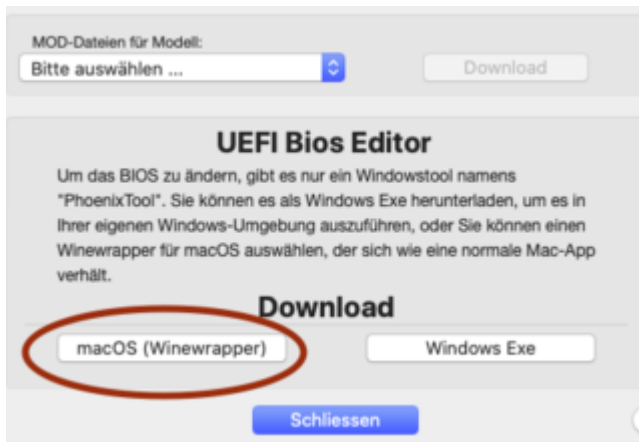 MOD-Dateien für Modell:
Bitte auswählen ...
Download
UEFI Bios Editor
Um das BIOS zu ändern, gibt es nur ein Windowstool namens
"PhoenixTool". Sie können es als Windows Exe herunterladen, um es in
Ihrer eigenen Windows-Umgebung auszuführen, oder Sie können einen
Winewrapper für macOS auswählen, der sich wie eine normale Mac-App
verhält.
Download
macOS (Winewrapper)
Windows Exe
Schliessen